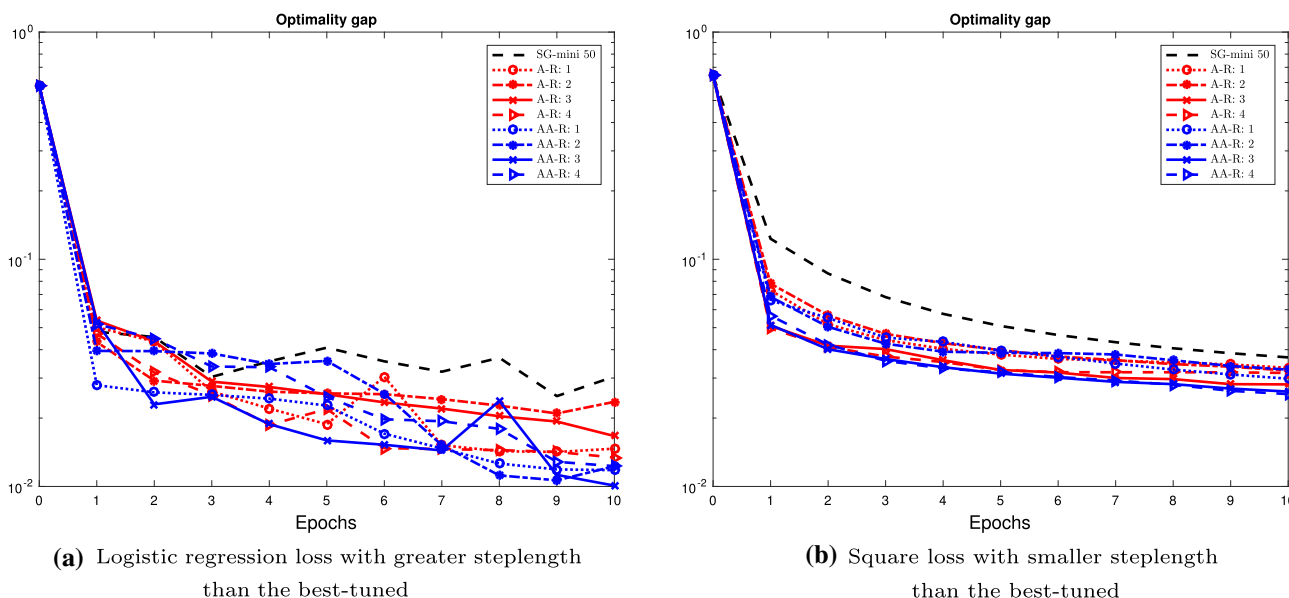 Optimality gap
10^0
10^-1
10^-2
0 1 2 3 4 5 6 7 8 9 10
Epochs
SG-mini 50
A-R: 1
A-R: 2
A-R: 3
A-R: 4
AA-R: 1
AA-R: 2
AA-R: 3
AA-R: 4
(a) Logistic regression loss with greater steplength
than the best-tuned
Optimality gap
10^0
10^-1
10^-2
0 1 2 3 4 5 6 7 8 9 10
Epochs
SG-mini 50
A-R: 1
A-R: 2
A-R: 3
A-R: 4
AA-R: 1
AA-R: 2
AA-R: 3
AA-R: 4
(b) Square loss with smaller steplength
than the best-tuned